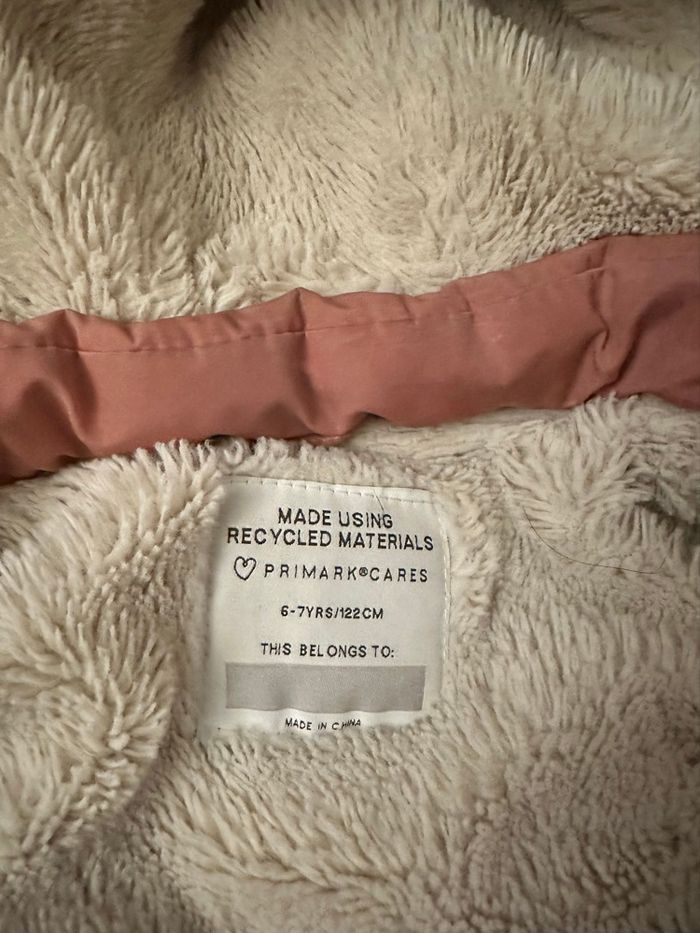 MADE USING
RECYCLED MATERIALS
PRIMARK®CARES
6-7YRS/122CM
THIS BELONGS TO:
MADE IN CHINA